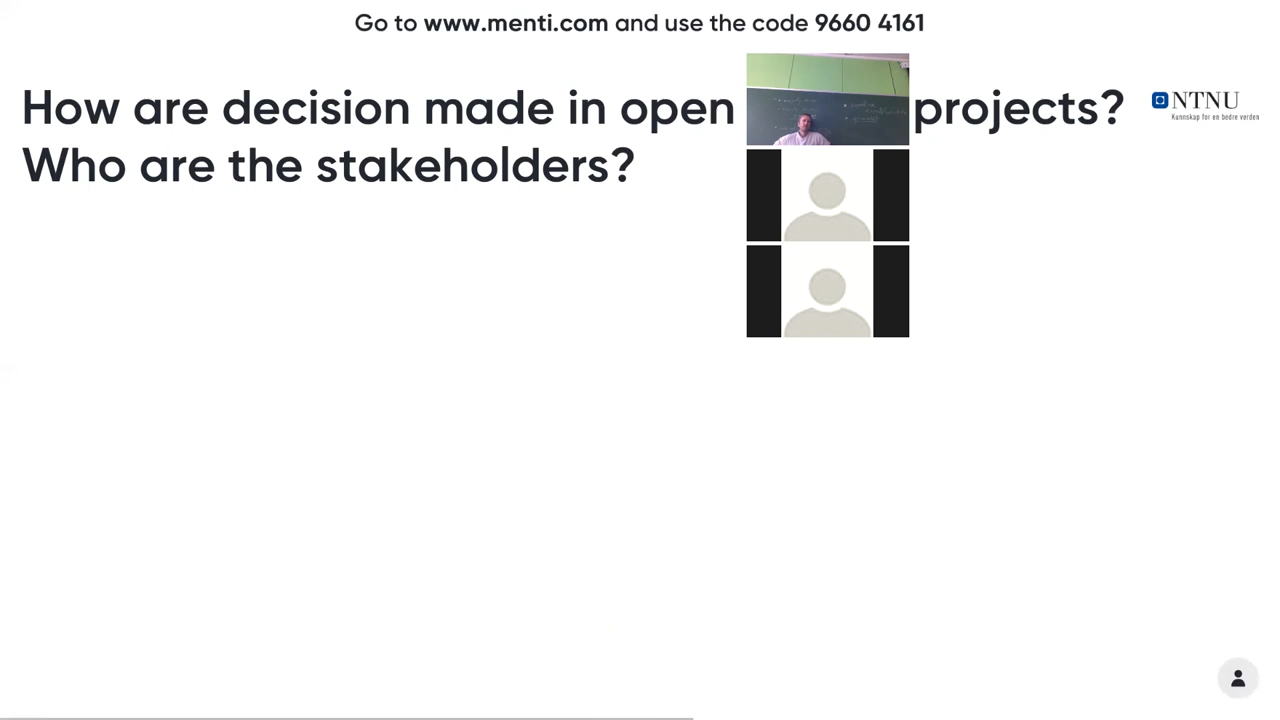 Go to www.menti.com and use the code 9660 4161
How are decision made in open projects?
Who are the stakeholders?
NTNU
Kunnskap for en bedre verden